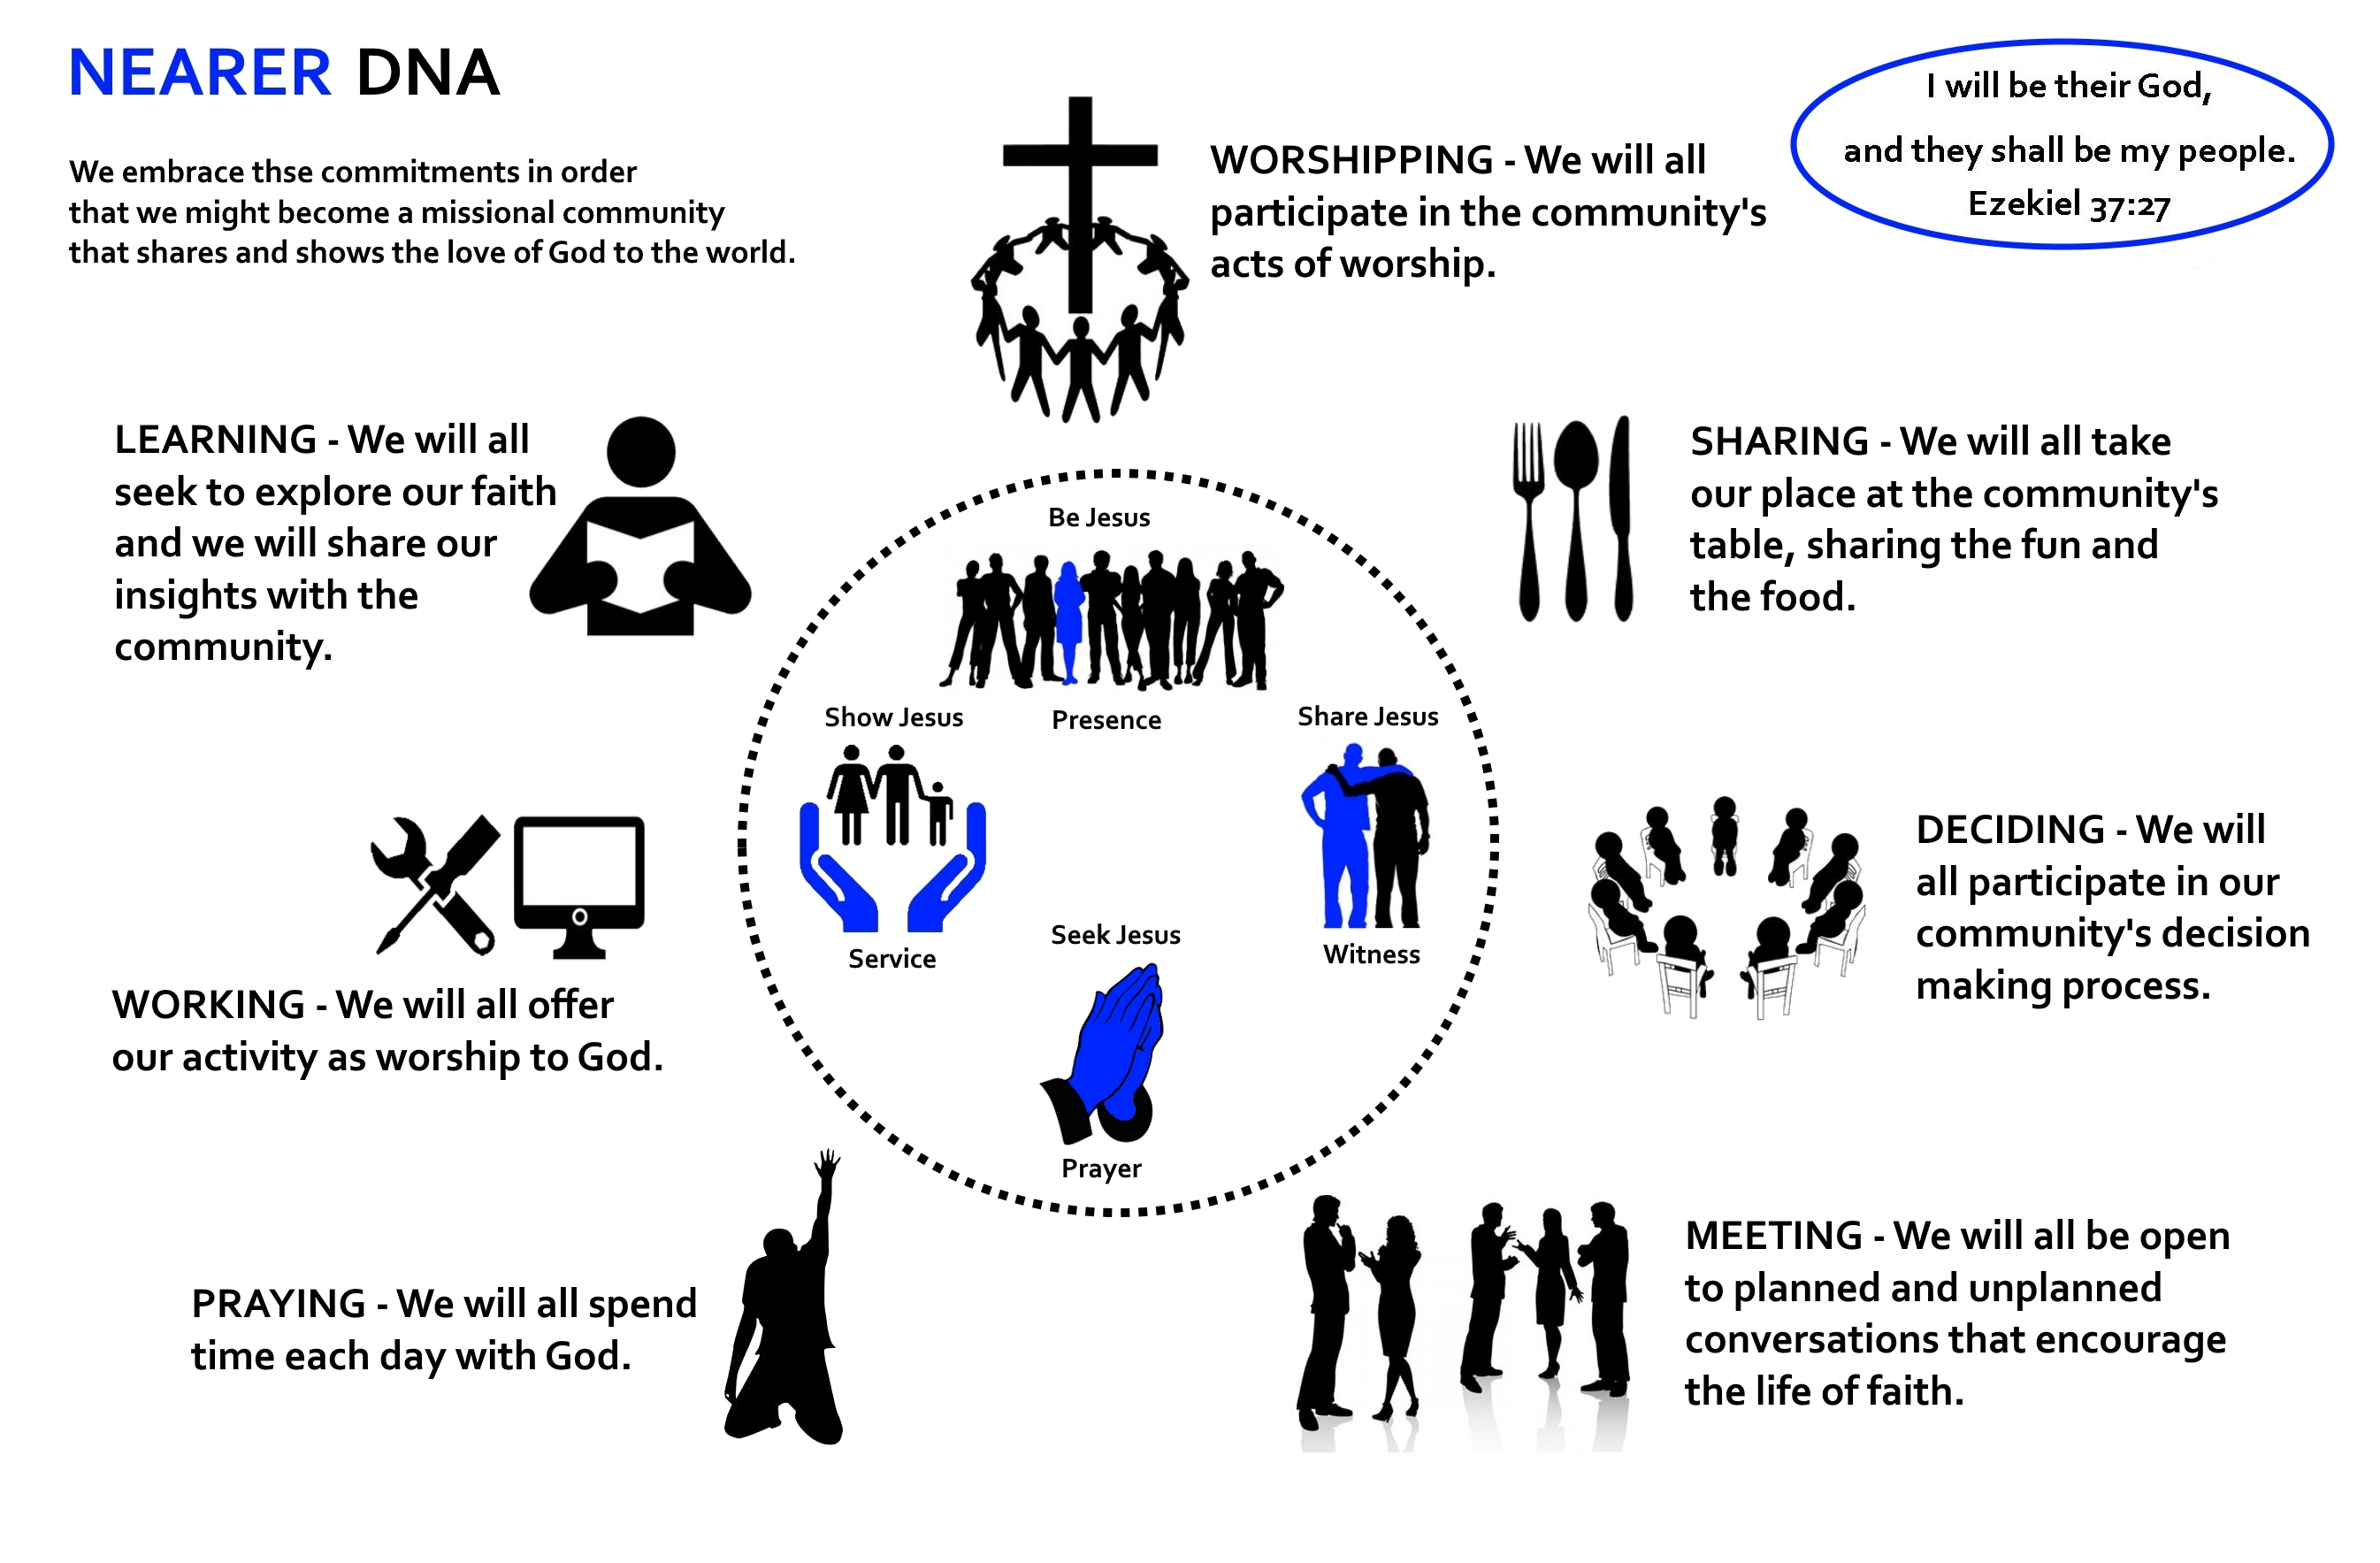 NEARER DNA
We embrace thse commitments in order
that we might become a missional community
that shares and shows the love of God to the world.
I will be their God,
and they shall be my people.
Ezekiel 37:27
WORSHIPPING - We will all
participate in the community's
acts of worship.
LEARNING - We will all
seek to explore our faith
and we will share our
insights with the
community.
SHARING - We will all take
our place at the community's
table, sharing the fun and
the food.
Be Jesus
Presence
Show Jesus
Service
Share Jesus
Witness
Seek Jesus
Prayer
WORKING - We will all offer
our activity as worship to God.
DECIDING - We will
all participate in our
community's decision
making process.
PRAYING - We will all spend
time each day with God.
MEETING - We will all be open
to planned and unplanned
conversations that encourage
the life of faith.